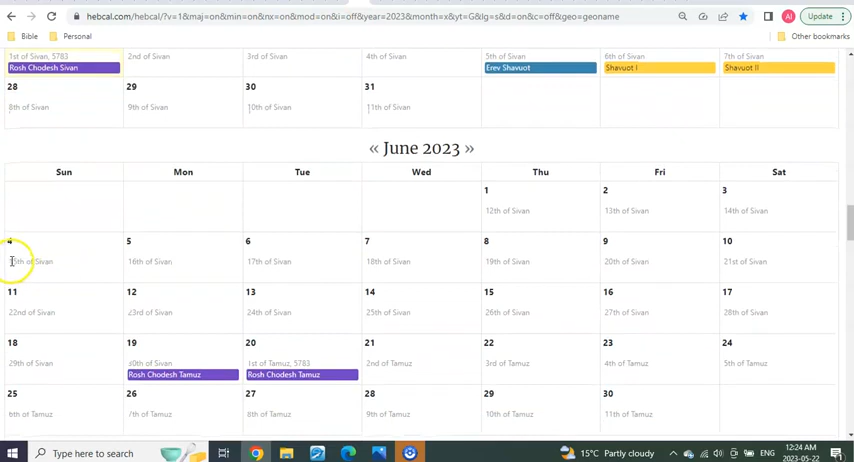 hebcal.com/hebcal/?v=1&maj=on&min=on&nx=on&mod=on&i=off&year=2023&month=x&yt=G&lg=s&d=on&c=off&geo=geoname
Update
Bible
Personal
Other bookmarks
1st of Sivan, 5783
2nd of Sivan
3rd of Sivan
4th of Sivan
5th of Sivan
6th of Sivan
7th of Sivan
Rosh Chodesh Sivan
Erev Shavuot
Shavuot I
Shavuot II
28
29
30
31
8th of Sivan
9th of Sivan
10th of Sivan
11th of Sivan
« June 2023 »
Sun
Mon
Tue
Wed
Thu
Fri
Sat
1
2
3
12th of Sivan
13th of Sivan
14th of Sivan
4
5
6
7
8
9
10
15th of Sivan
16th of Sivan
17th of Sivan
18th of Sivan
19th of Sivan
20th of Sivan
21st of Sivan
11
12
13
14
15
16
17
22nd of Sivan
23rd of Sivan
24th of Sivan
25th of Sivan
26th of Sivan
27th of Sivan
28th of Sivan
18
19
20
21
22
23
24
29th of Sivan
30th of Sivan
1st of Tamuz, 5783
2nd of Tamuz
3rd of Tamuz
4th of Tamuz
5th of Tamuz
Rosh Chodesh Tamuz
Rosh Chodesh Tamuz
25
26
27
28
29
30
6th of Tamuz
7th of Tamuz
8th of Tamuz
9th of Tamuz
10th of Tamuz
11th of Tamuz
Type here to search
15°C Partly cloudy
ENG
12:24 AM
2023-05-22